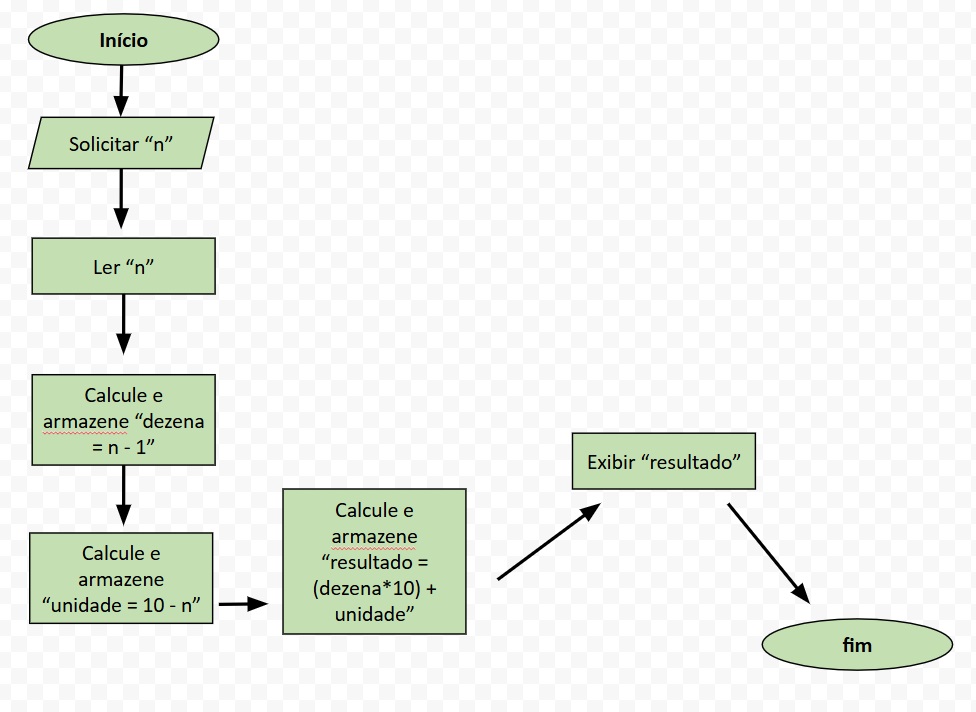 Início
Solicitar “n”
Ler “n”
Calcule e
armazene “dezena
= n - 1”
Calcule e
armazene
“unidade = 10 - n”
Calcule e
armazene
“resultado =
(dezena*10) +
unidade”
Exibir “resultado”
fim